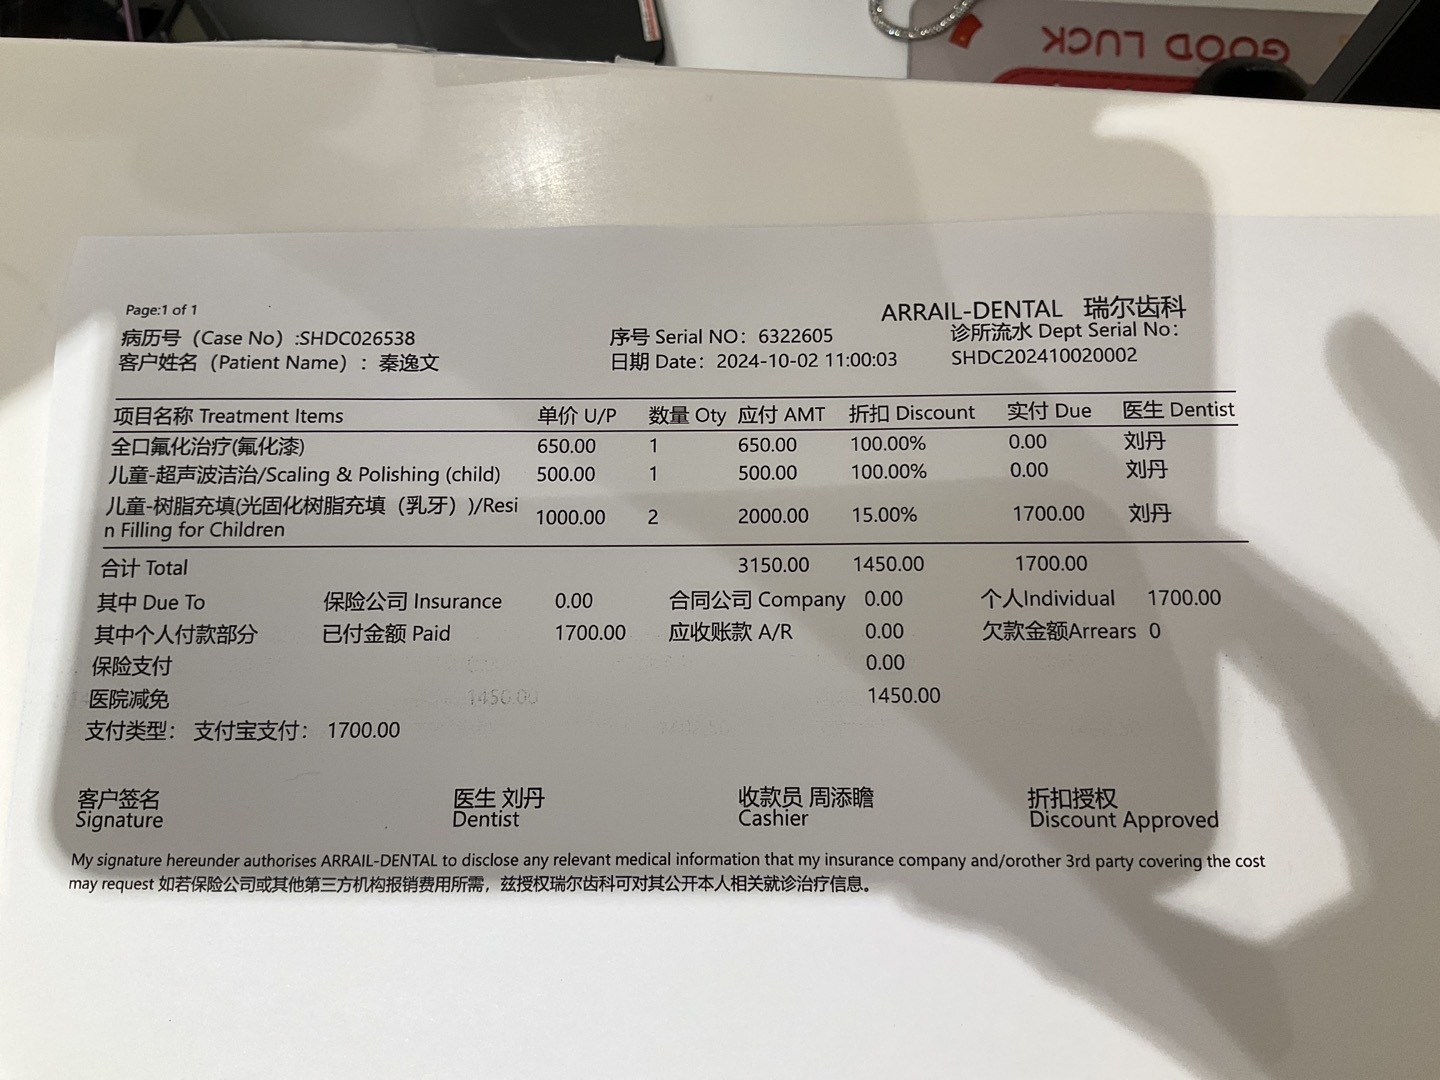 GOOD LUCK
Page:1 of 1
ARRAIL-DENTAL 瑞尔齿科
病历号（Case No）:SHDC026538 序号 Serial NO：6322605 诊所流水 Dept Serial No：
客户姓名（Patient Name）：秦逸文 日期 Date：2024-10-02 11:00:03 SHDC202410020002
项目名称 Treatment Items 单价 U/P 数量 Qty 应付 AMT 折扣 Discount 实付 Due 医生 Dentist
全口氟化治疗(氟化漆) 650.00 1 650.00 100.00% 0.00 刘丹
儿童-超声波洁治/Scaling & Polishing (child) 500.00 1 500.00 100.00% 0.00 刘丹
儿童-树脂充填(光固化树脂充填（乳牙）)/Resi
n Filling for Children 1000.00 2 2000.00 15.00% 1700.00 刘丹
合计 Total 3150.00 1450.00 1700.00
其中 Due To 保险公司 Insurance 0.00 合同公司 Company 0.00 个人Individual 1700.00
其中个人付款部分 已付金额 Paid 1700.00 应收账款 A/R 0.00 欠款金额Arrears 0
保险支付 0.00
医院减免 1450.00 1450.00
支付类型： 支付宝支付： 1700.00
客户签名 医生 刘丹 收款员 周添瞻 折扣授权
Signature Dentist Cashier Discount Approved
My signature hereunder authorises ARRAIL-DENTAL to disclose any relevant medical information that my insurance company and/orother 3rd party covering the cost
may request 如若保险公司或其他第三方机构报销费用所需，兹授权瑞尔齿科可对其公开本人相关就诊治疗信息。